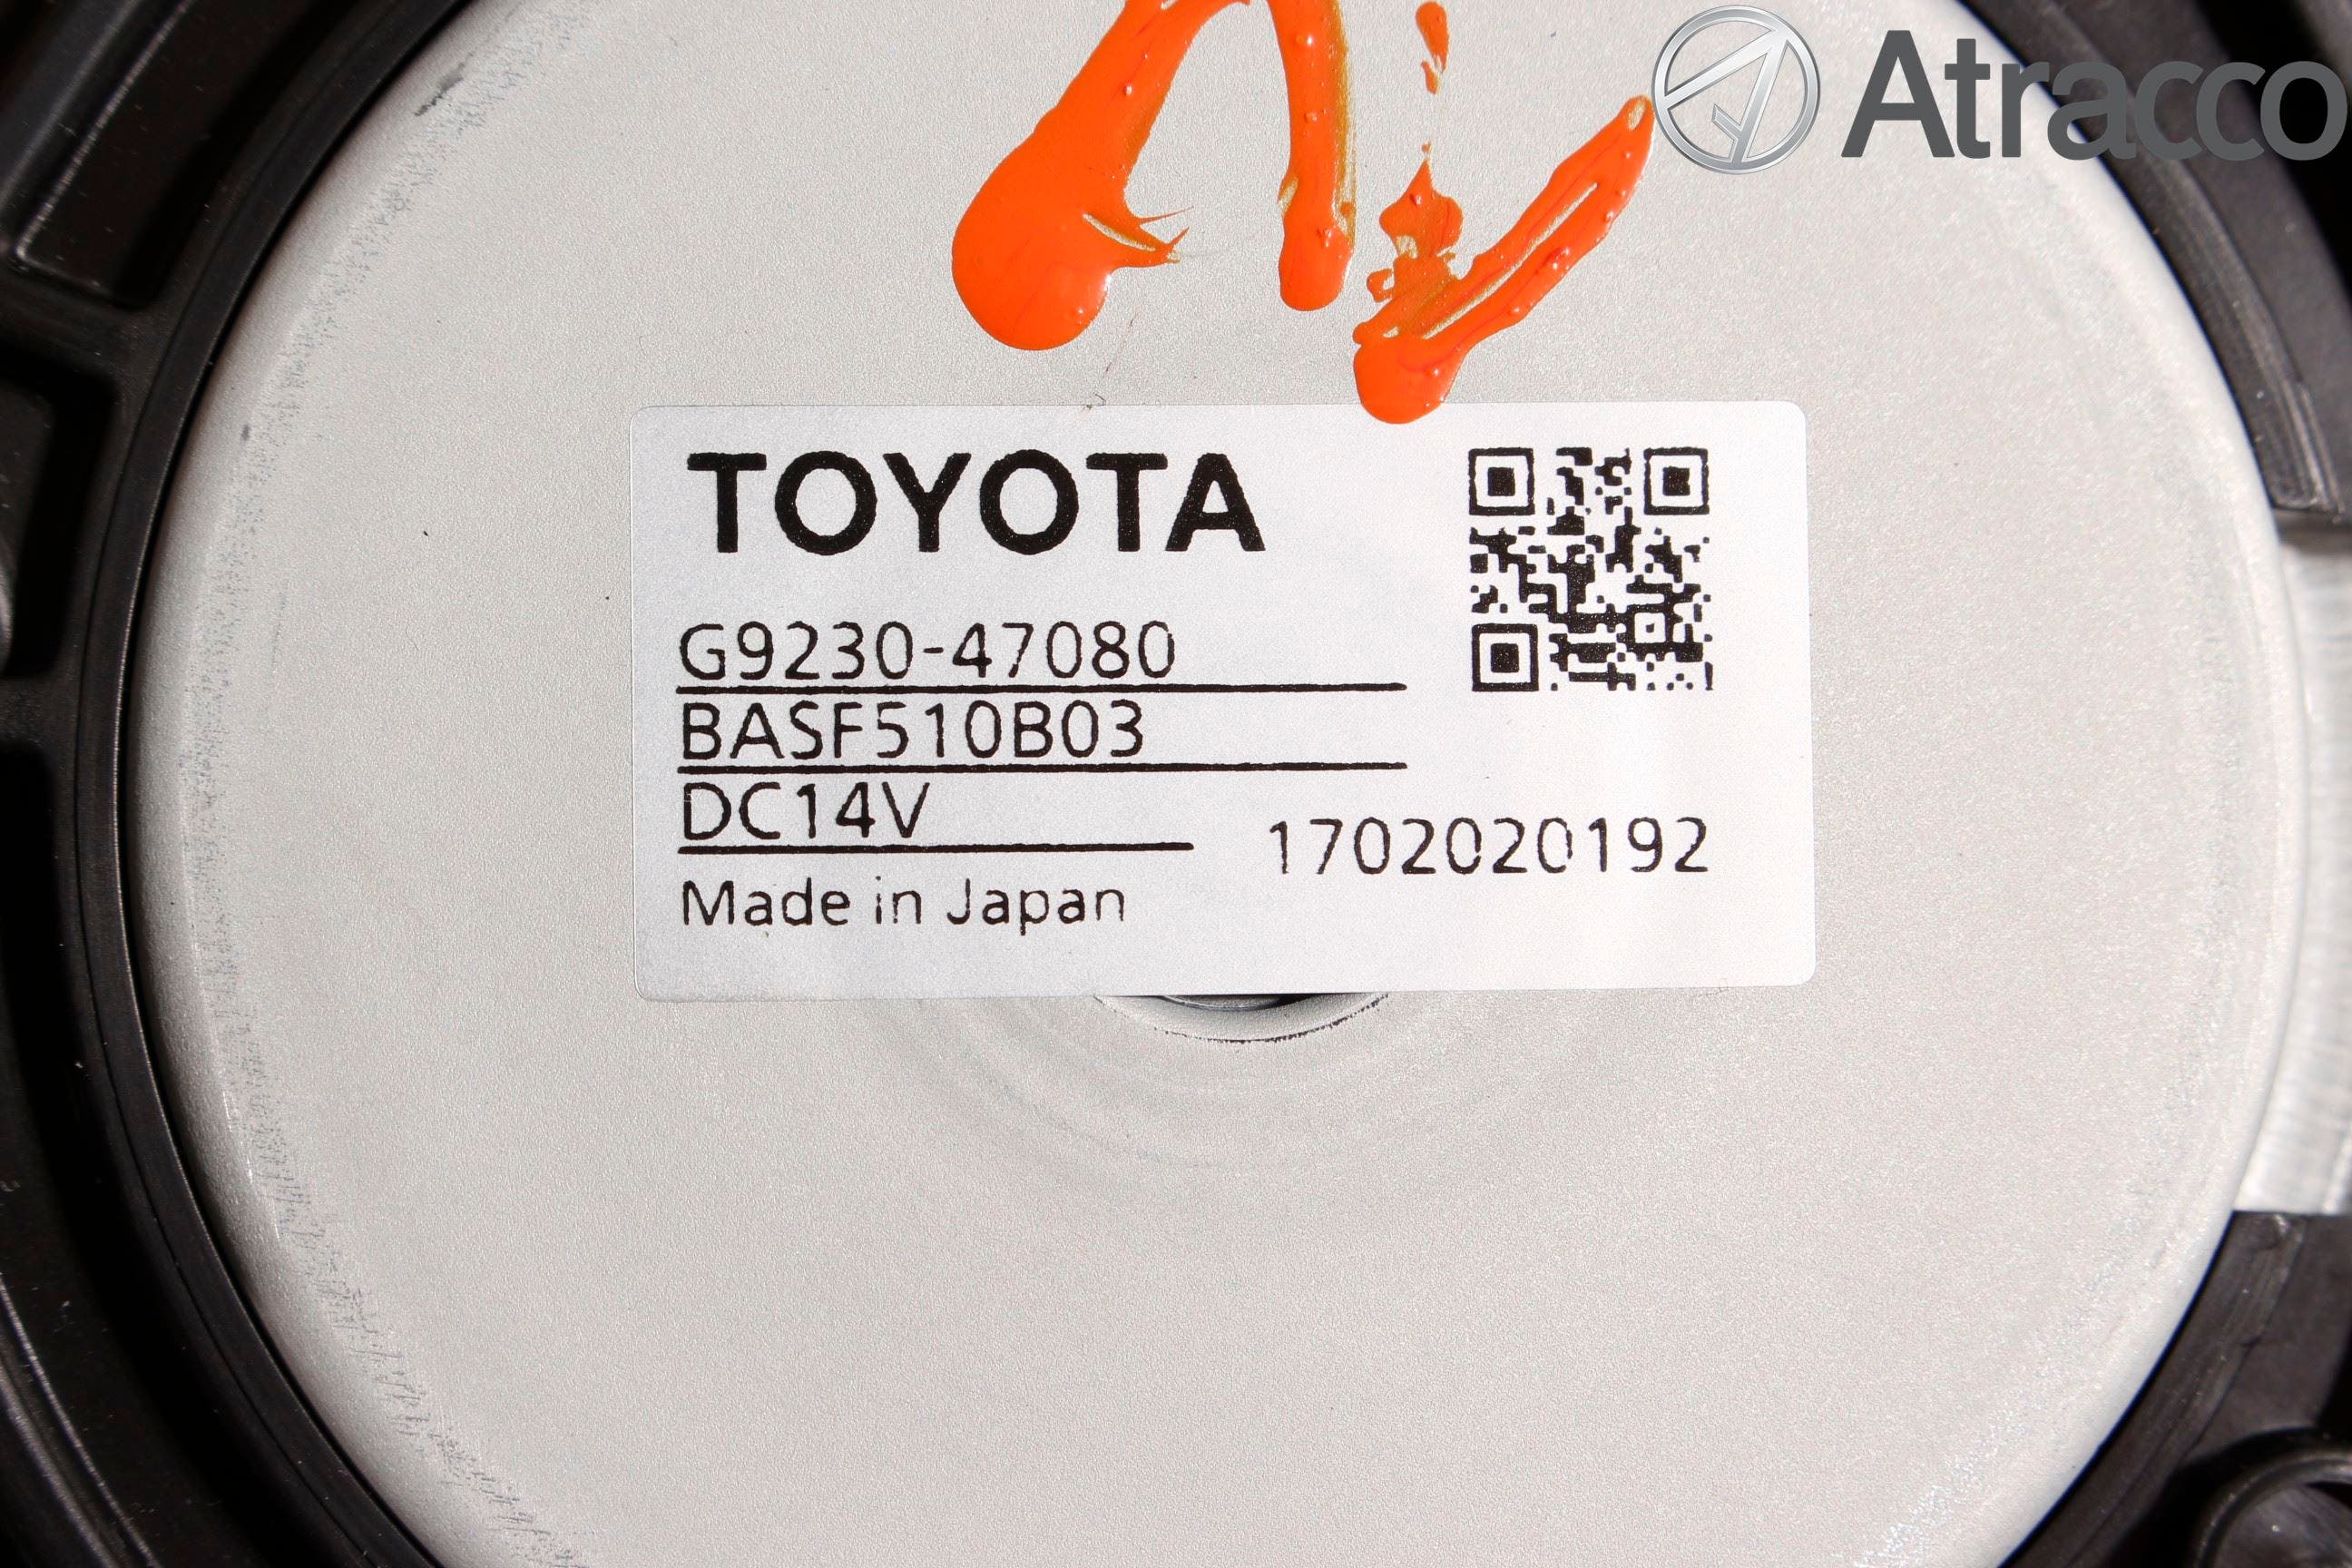 Atracco
TOYOTA
G9230-47080
BASF510B03
DC14V
1702020192
Made in Japan